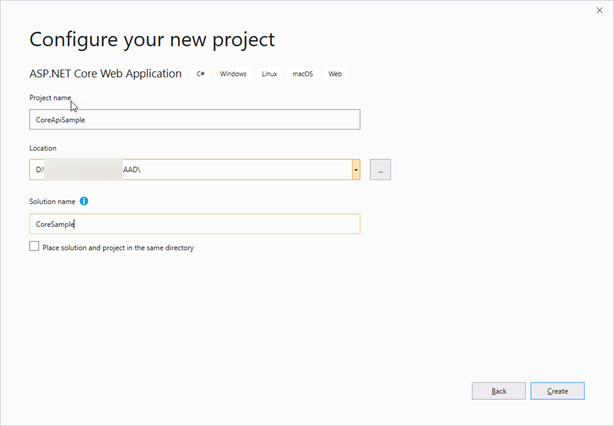 Configure your new project
ASP.NET Core Web Application C# Windows Linux macOS Web
Project name
CoreApiSample
Location
D:\ AAD\
...
Solution name
CoreSample
Place solution and project in the same directory
Back Create